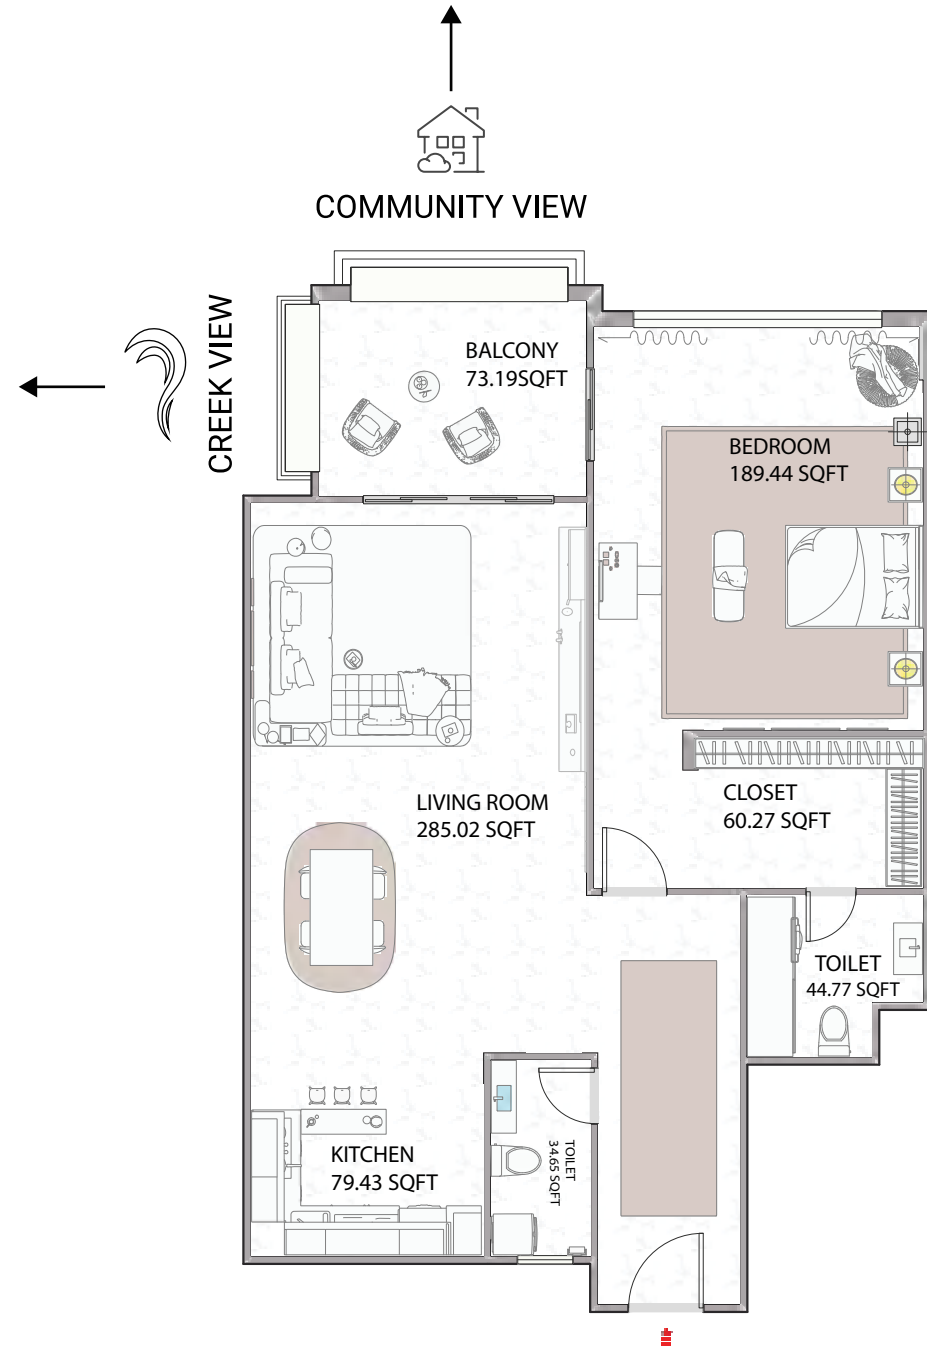 COMMUNITY VIEW
CREEK VIEW
BALCONY
73.19SQFT
BEDROOM
189.44 SQFT
LIVING ROOM
285.02 SQFT
CLOSET
60.27 SQFT
TOILET
44.77 SQFT
KITCHEN
79.43 SQFT
TOILET
34.65 SQFT